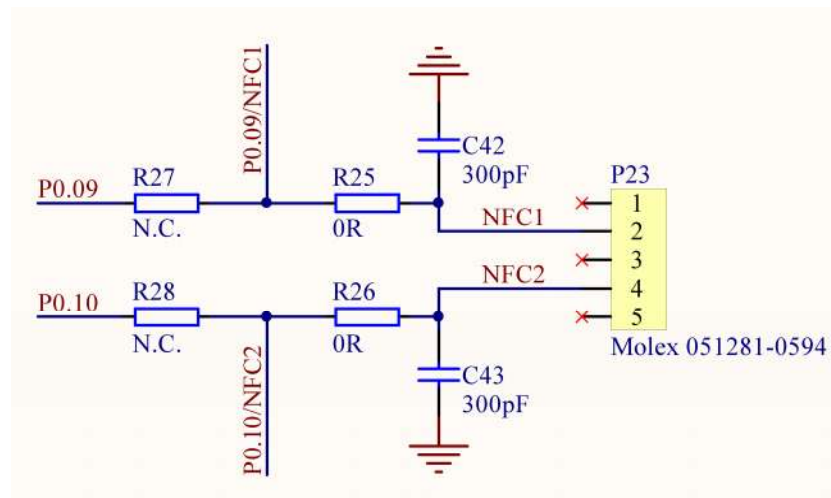 P0.09/NFC1
C42
300pF
P0.09
R27
N.C.
R25
0R
NFC1
P23
1
2
3
4
5
Molex 051281-0594
NFC2
P0.10
R28
N.C.
R26
0R
C43
300pF
P0.10/NFC2